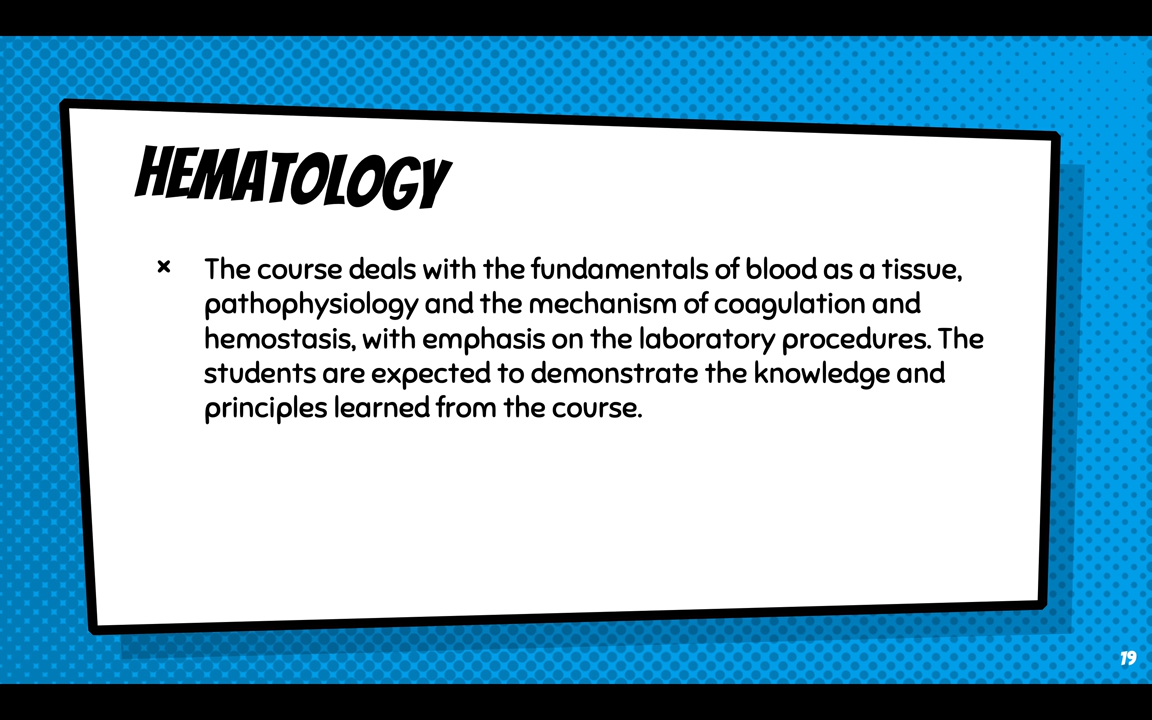 HEMATOLOGY
× The course deals with the fundamentals of blood as a tissue,
pathophysiology and the mechanism of coagulation and
hemostasis, with emphasis on the laboratory procedures. The
students are expected to demonstrate the knowledge and
principles learned from the course.
19